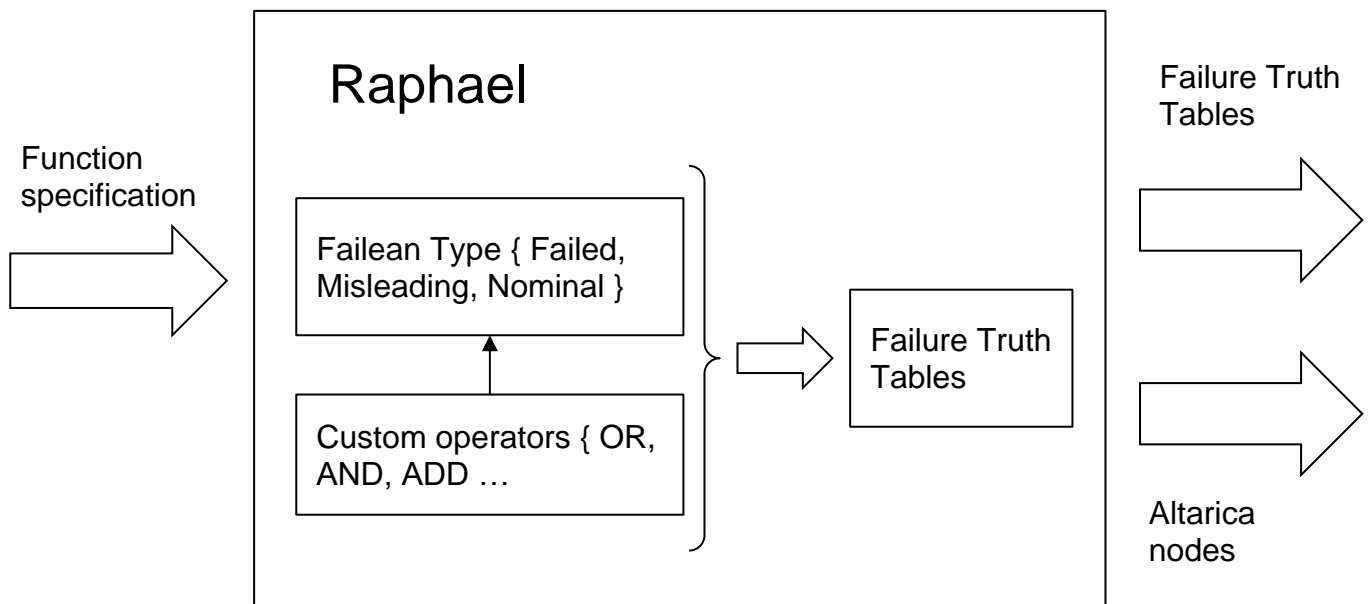 Raphael
Function
specification
Failean Type { Failed,
Misleading, Nominal }
Custom operators { OR,
AND, ADD …
Failure Truth
Tables
Failure Truth
Tables
Altarica
nodes